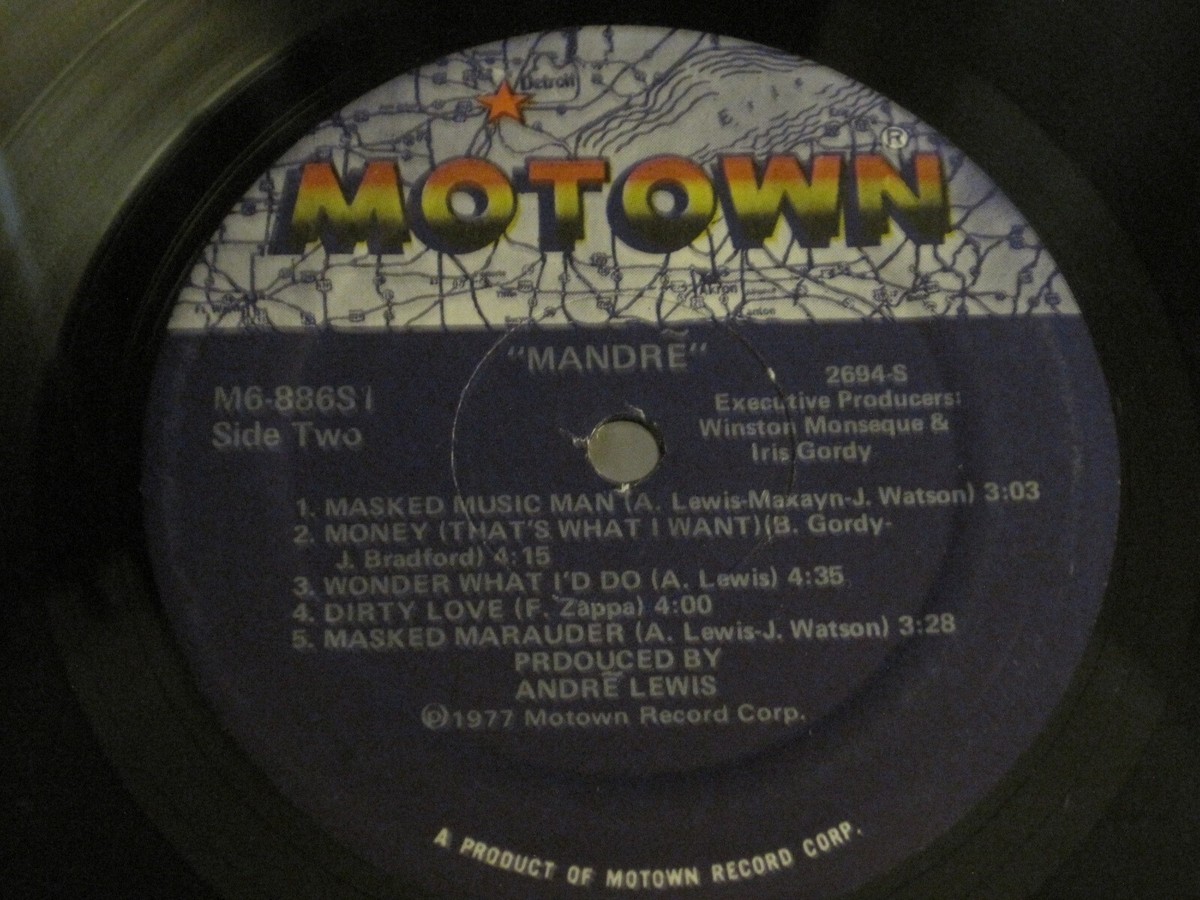 Detroit
Erie
®
MOTOWN
Akron
"MANDRĒ"
M6-886S1
Side Two
2694-S
Executive Producers:
Winston Monseque &
Iris Gordy
1. MASKED MUSIC MAN (A. Lewis-Maxayn-J. Watson) 3:03
2. MONEY (THAT'S WHAT I WANT)(B. Gordy-
J. Bradford) 4:15
3. WONDER WHAT I'D DO (A. Lewis) 4:35
4. DIRTY LOVE (F. Zappa) 4:00
5. MASKED MARAUDER (A. Lewis-J. Watson) 3:28
PRDOUCED BY
ANDRĒ LEWIS
℗1977 Motown Record Corp.
A PRODUCT OF MOTOWN RECORD CORP.